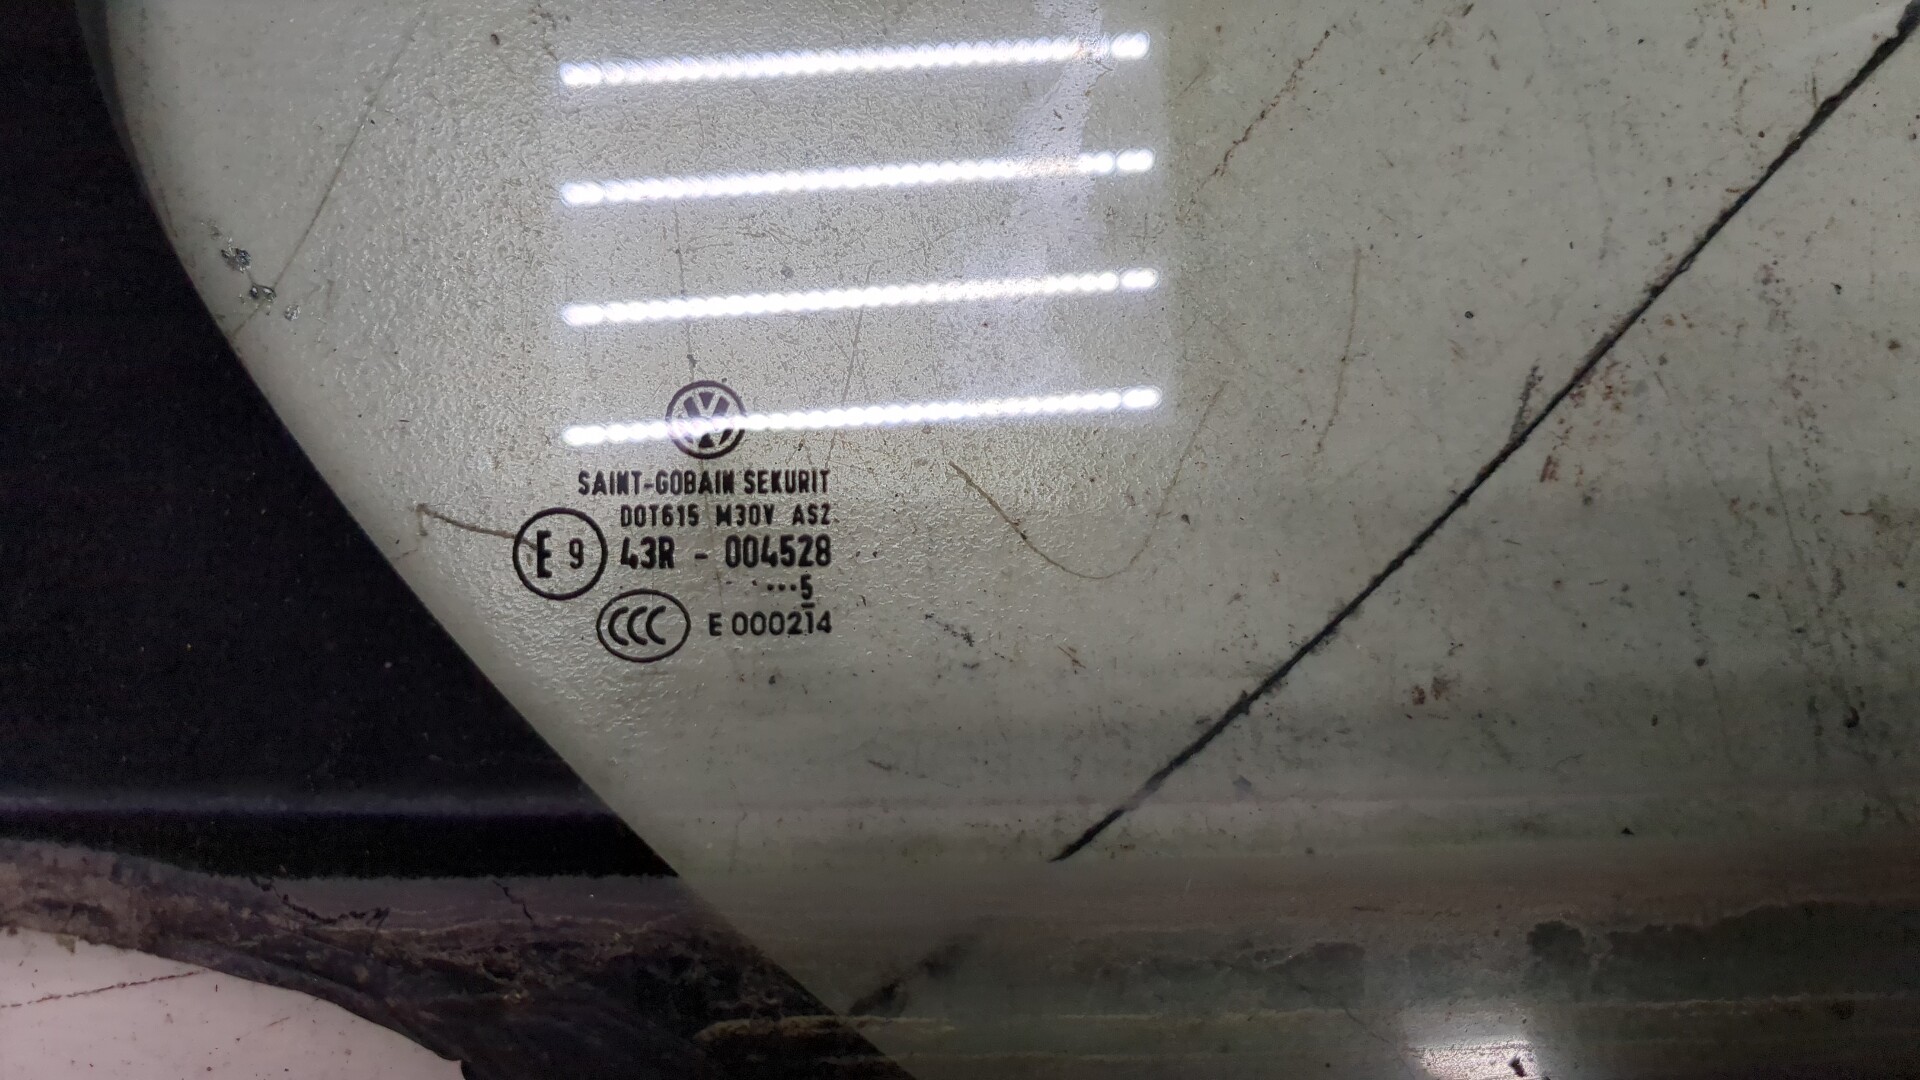 SAINT-GOBAIN SEKURIT
DOT615 M30V AS2
E 9 43R - 004528
...5
CCC E 000214